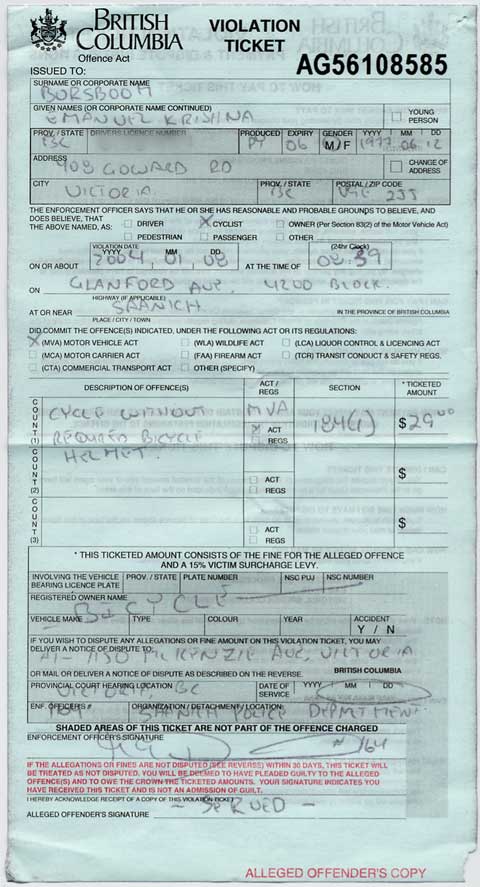 BRITISH COLUMBIA
Offence Act
VIOLATION TICKET
AG56108585
ISSUED TO:
SURNAME OR CORPORATE NAME
BORSBOOM
GIVEN NAMES (OR CORPORATE NAME CONTINUED)
EMANUEL KRISHNA
YOUNG PERSON
PROV. / STATE DRIVERS LICENCE NUMBER PRODUCED EXPIRY GENDER YYYY MM DD
BC 06 M/F 1977 06 12
ADDRESS
908 GOWARD RD
CHANGE OF ADDRESS
CITY PROV. / STATE POSTAL / ZIP CODE
VICTORIA BC
THE ENFORCEMENT OFFICER SAYS THAT HE OR SHE HAS REASONABLE AND PROBABLE GROUNDS TO BELIEVE, AND
DOES BELIEVE, THAT
THE ABOVE NAMED, AS: DRIVER X CYCLIST OWNER (Per Section 83(2) of the Motor Vehicle Act)
PEDESTRIAN PASSENGER OTHER
VIOLATION DATE
YYYY MM DD (24hr Clock)
ON OR ABOUT 2004 01 08 AT THE TIME OF 08:39
ON GLANFORD AVE. 4200 BLOCK.
HIGHWAY (IF APPLICABLE)
AT OR NEAR SAANICH IN THE PROVINCE OF BRITISH COLUMBIA
PLACE / CITY / TOWN
DID COMMIT THE OFFENCE(S) INDICATED, UNDER THE FOLLOWING ACT OR ITS REGULATIONS:
X (MVA) MOTOR VEHICLE ACT (WLA) WILDLIFE ACT (LCA) LIQUOR CONTROL & LICENCING ACT
(MCA) MOTOR CARRIER ACT (FAA) FIREARM ACT (TCR) TRANSIT CONDUCT & SAFETY REGS.
(CTA) COMMERCIAL TRANSPORT ACT OTHER (SPECIFY)
DESCRIPTION OF OFFENCE(S) ACT / REGS SECTION * TICKETED AMOUNT
COUNT (1) CYCLE WITHOUT MVA 184(1) $29.00
REQUIRED BICYCLE X ACT REGS
HELMET.
COUNT (2) ACT REGS $
COUNT (3) ACT REGS $
* THIS TICKETED AMOUNT CONSISTS OF THE FINE FOR THE ALLEGED OFFENCE
AND A 15% VICTIM SURCHARGE LEVY.
INVOLVING THE VEHICLE BEARING LICENCE PLATE PROV. / STATE PLATE NUMBER NSC PUJ NSC NUMBER
REGISTERED OWNER NAME
BICYCLE
VEHICLE MAKE TYPE COLOUR YEAR ACCIDENT
Y / N
IF YOU WISH TO DISPUTE ANY ALLEGATIONS OR FINE AMOUNT ON THIS VIOLATION TICKET, YOU MAY
DELIVER A NOTICE OF DISPUTE TO:
MCKENZIE AVE, VICTORIA
BRITISH COLUMBIA
OR MAIL OR DELIVER A NOTICE OF DISPUTE AS DESCRIBED ON THE REVERSE.
PROVINCIAL COURT HEARING LOCATION DATE OF SERVICE YYYY MM DD
VICTORIA BC
ENF. OFFICER'S # ORGANIZATION / DETACHMENT / LOCATION:
164 SAANICH POLICE DEPARTMENT
SHADED AREAS OF THIS TICKET ARE NOT PART OF THE OFFENCE CHARGED
ENFORCEMENT OFFICER'S SIGNATURE
164
IF THE ALLEGATIONS OR FINES ARE NOT DISPUTED (SEE REVERSE) WITHIN 30 DAYS, THIS TICKET WILL
BE TREATED AS NOT DISPUTED. YOU WILL BE DEEMED TO HAVE PLEADED GUILTY TO THE ALLEGED
OFFENCE(S) AND TO OWE THE CROWN THE TICKETED AMOUNTS. YOUR SIGNATURE INDICATES YOU
HAVE RECEIVED THIS TICKET AND IS NOT AN ADMISSION OF GUILT.
I HEREBY ACKNOWLEDGE RECEIPT OF A COPY OF THIS VIOLATION TICKET
- SERVED -
ALLEGED OFFENDER'S SIGNATURE
ALLEGED OFFENDER'S COPY